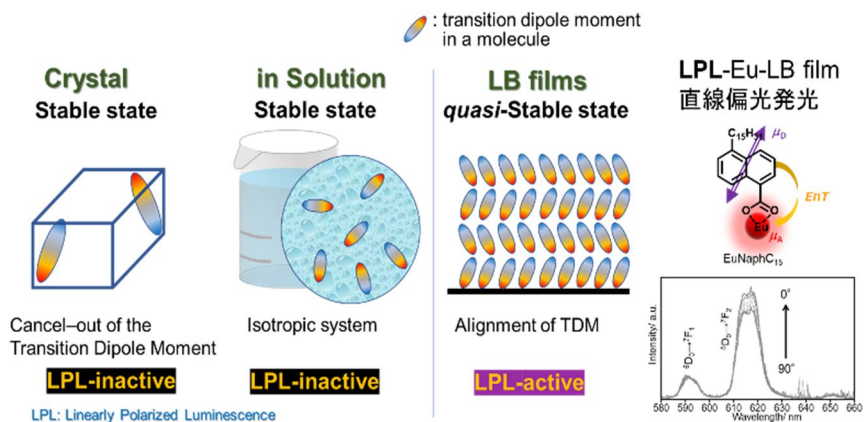 : transition dipole moment
in a molecule
Crystal
Stable state
Cancel–out of the
Transition Dipole Moment
LPL-inactive
in Solution
Stable state
Isotropic system
LPL-inactive
LB films
quasi-Stable state
Alignment of TDM
LPL-active
LPL-Eu-LB film
直線偏光発光
C₁₅H₃₁
μD
EnT
O
O
Eu
μA
EuNaphC₁₅
Intensity/ a.u.
⁵D₀→⁷F₁
⁵D₀→⁷F₂
0°
90°
580 590 600 610 620 630 640 650 660
Wavelength/ nm
LPL: Linearly Polarized Luminescence